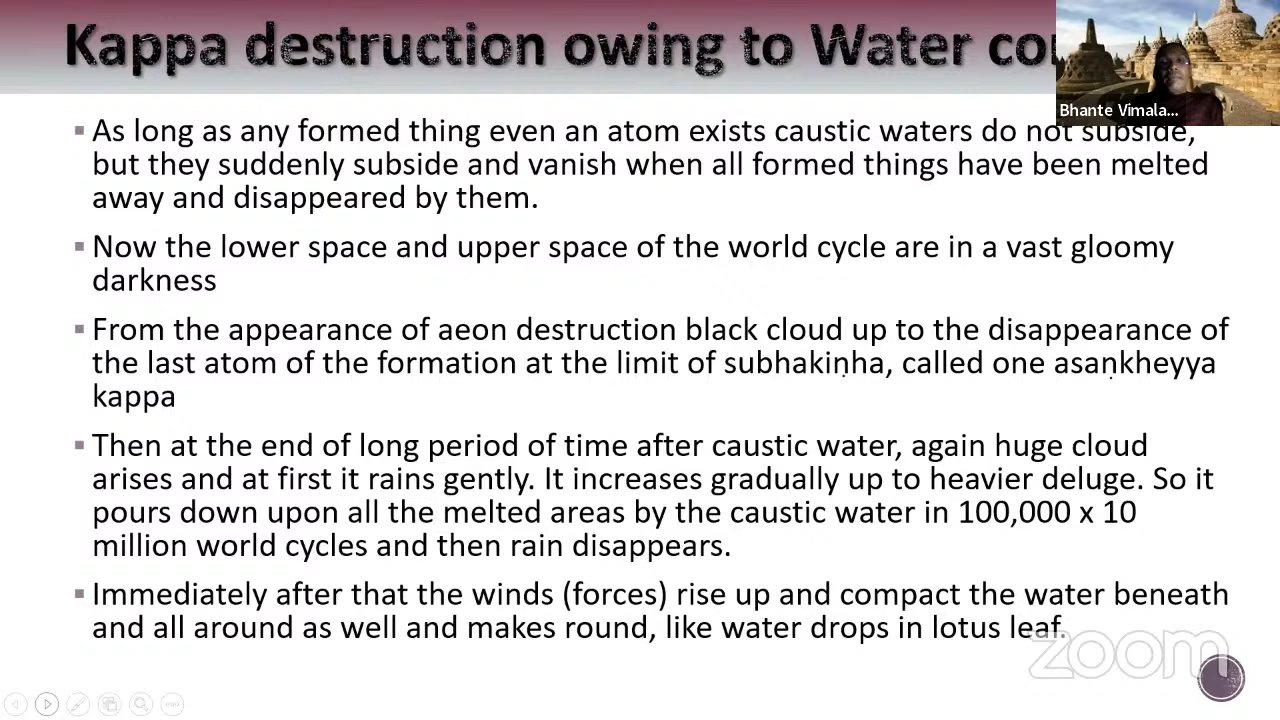 Kappa destruction owing to Water
Bhante Vimala...
▪ As long as any formed thing even an atom exists caustic waters do not subside,
but they suddenly subside and vanish when all formed things have been melted
away and disappeared by them.
▪ Now the lower space and upper space of the world cycle are in a vast gloomy
darkness
▪ From the appearance of aeon destruction black cloud up to the disappearance of
the last atom of the formation at the limit of subhakiṇha, called one asaṇkheyya
kappa
▪ Then at the end of long period of time after caustic water, again huge cloud
arises and at first it rains gently. It increases gradually up to heavier deluge. So it
pours down upon all the melted areas by the caustic water in 100,000 x 10
million world cycles and then rain disappears.
▪ Immediately after that the winds (forces) rise up and compact the water beneath
and all around as well and makes round, like water drops in lotus leaf.
zoom